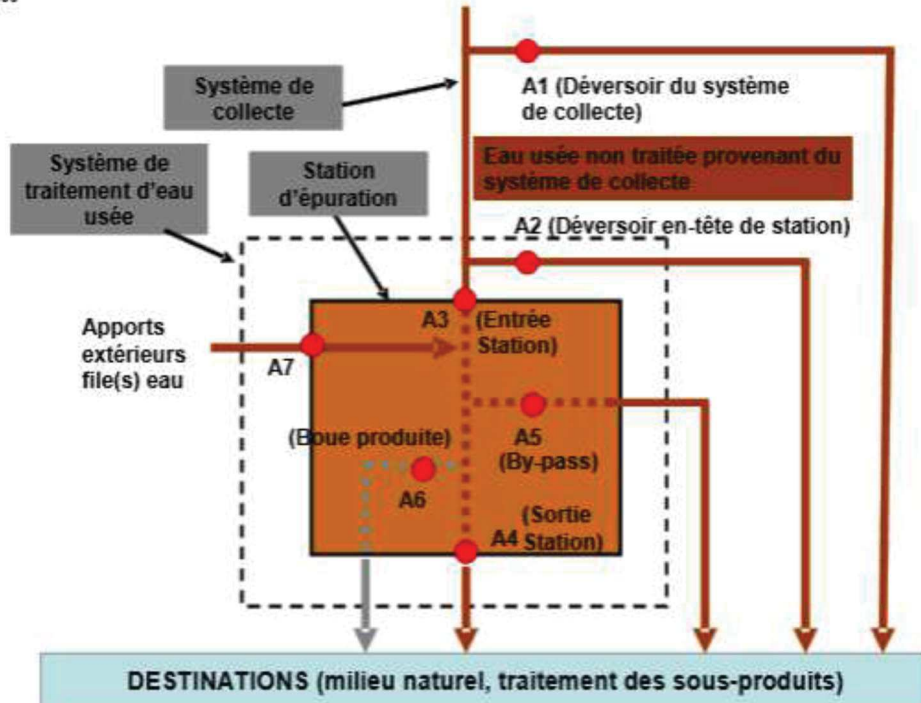 Système de
collecte
A1 (Déversoir du système
de collecte)
Système de
traitement d'eau
usée
Station
d'épuration
Eau usée non traitée provenant du
système de collecte
A2 (Déversoir en-tête de station)
Apports
extérieurs
file(s) eau
A7
A3 (Entrée
Station)
(Boue produite)
A6
A5
(By-pass)
(Sortie
A4 Station)
DESTINATIONS (milieu naturel, traitement des sous-produits)